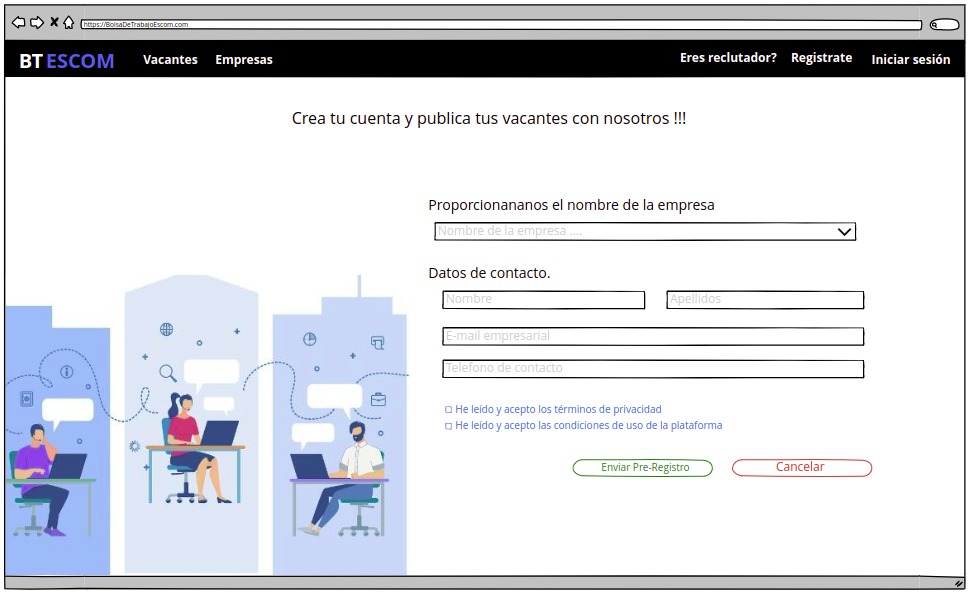 https://BolsaDeTrabajoEscom.com
BT ESCOM Vacantes Empresas Eres reclutador? Registrate Iniciar sesión
Crea tu cuenta y publica tus vacantes con nosotros !!!
Proporcionananos el nombre de la empresa
Nombre de la empresa ....
Datos de contacto.
Nombre Apellidos
E-mail empresarial
Telefono de contacto
He leído y acepto los términos de privacidad
He leído y acepto las condiciones de uso de la plataforma
Enviar Pre-Registro Cancelar